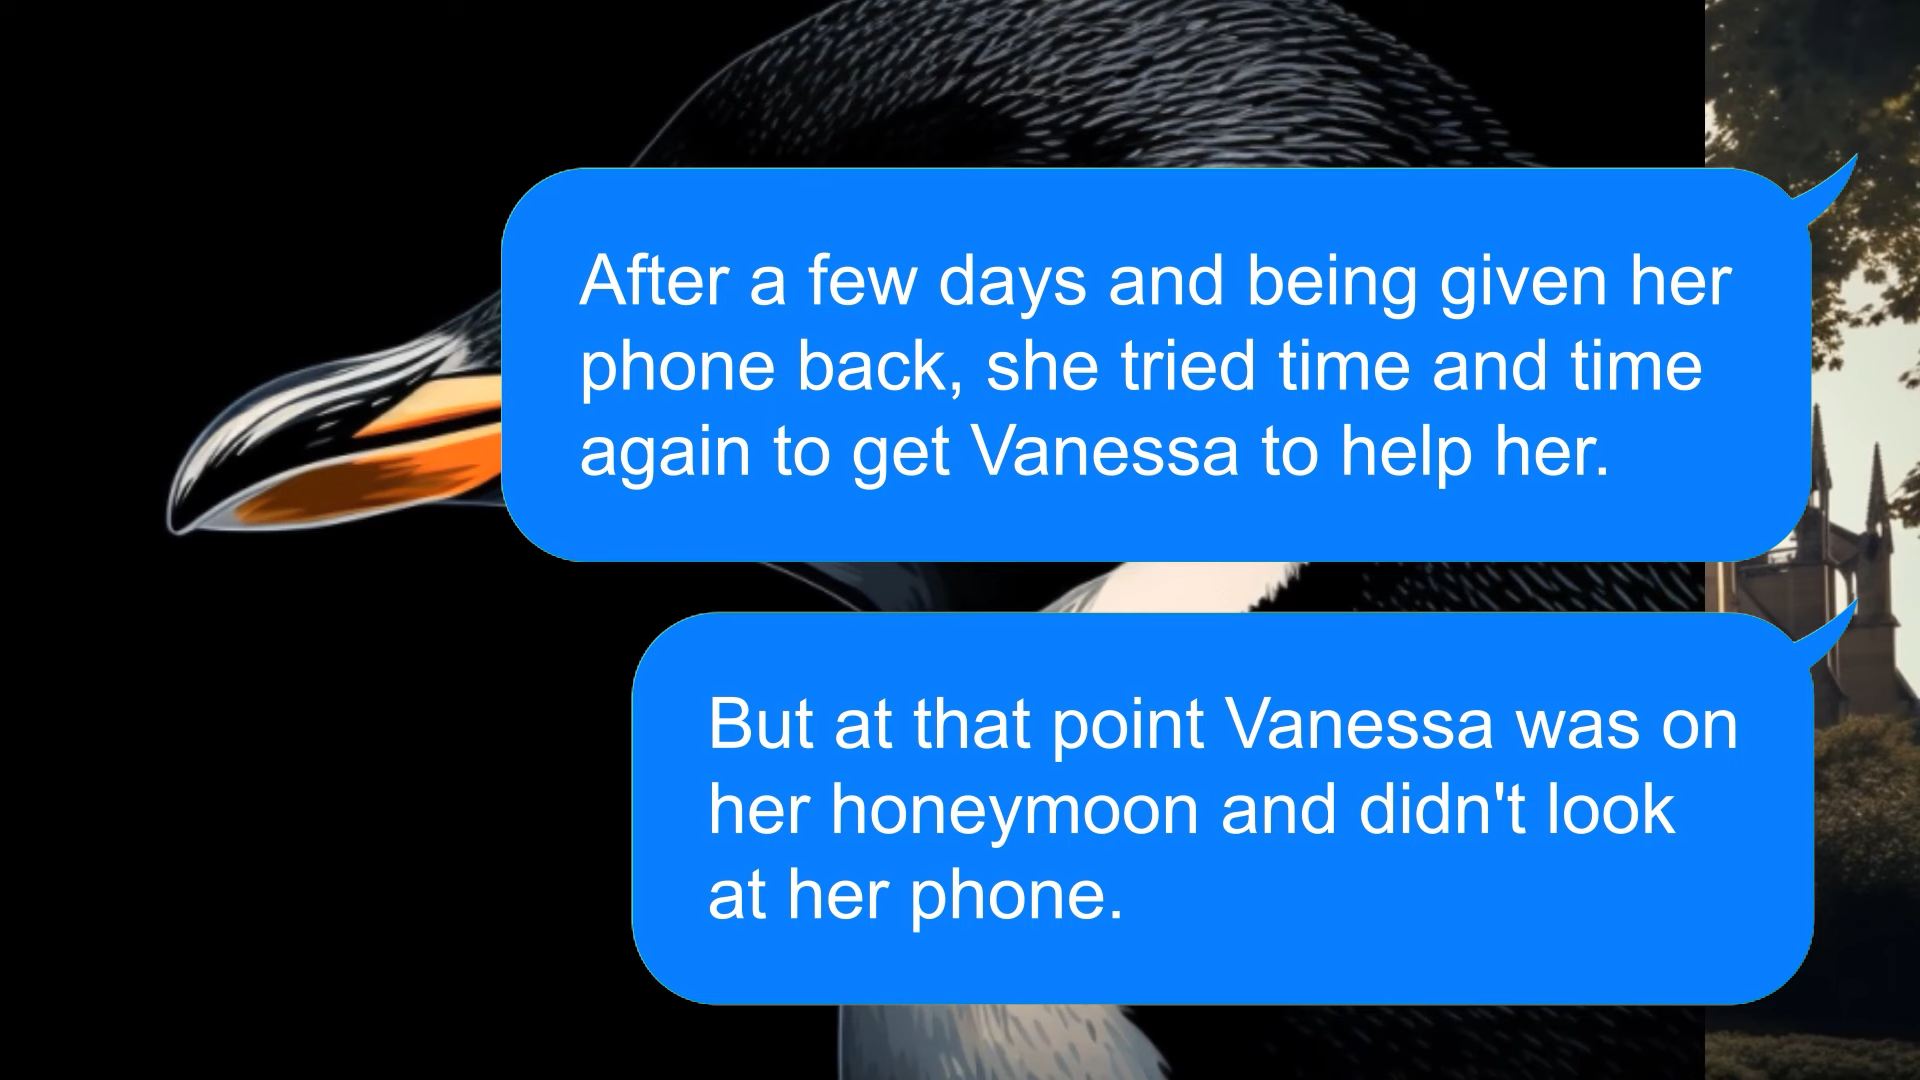 After a few days and being given her
phone back, she tried time and time
again to get Vanessa to help her.
But at that point Vanessa was on
her honeymoon and didn't look
at her phone.